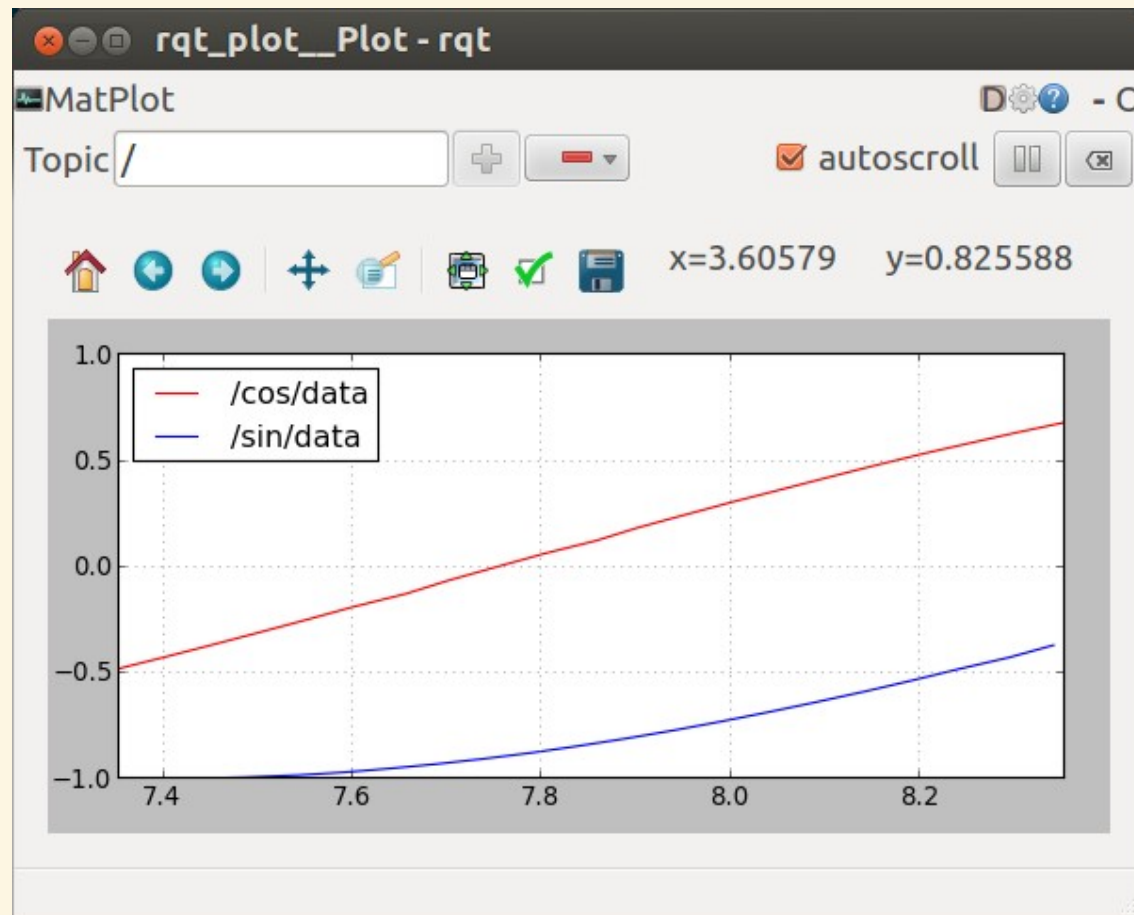 rqt_plot__Plot - rqt
MatPlot
D ? - O
Topic /
autoscroll
x=3.60579 y=0.825588
1.0
/cos/data
/sin/data
0.5
0.0
−0.5
−1.0
7.4 7.6 7.8 8.0 8.2